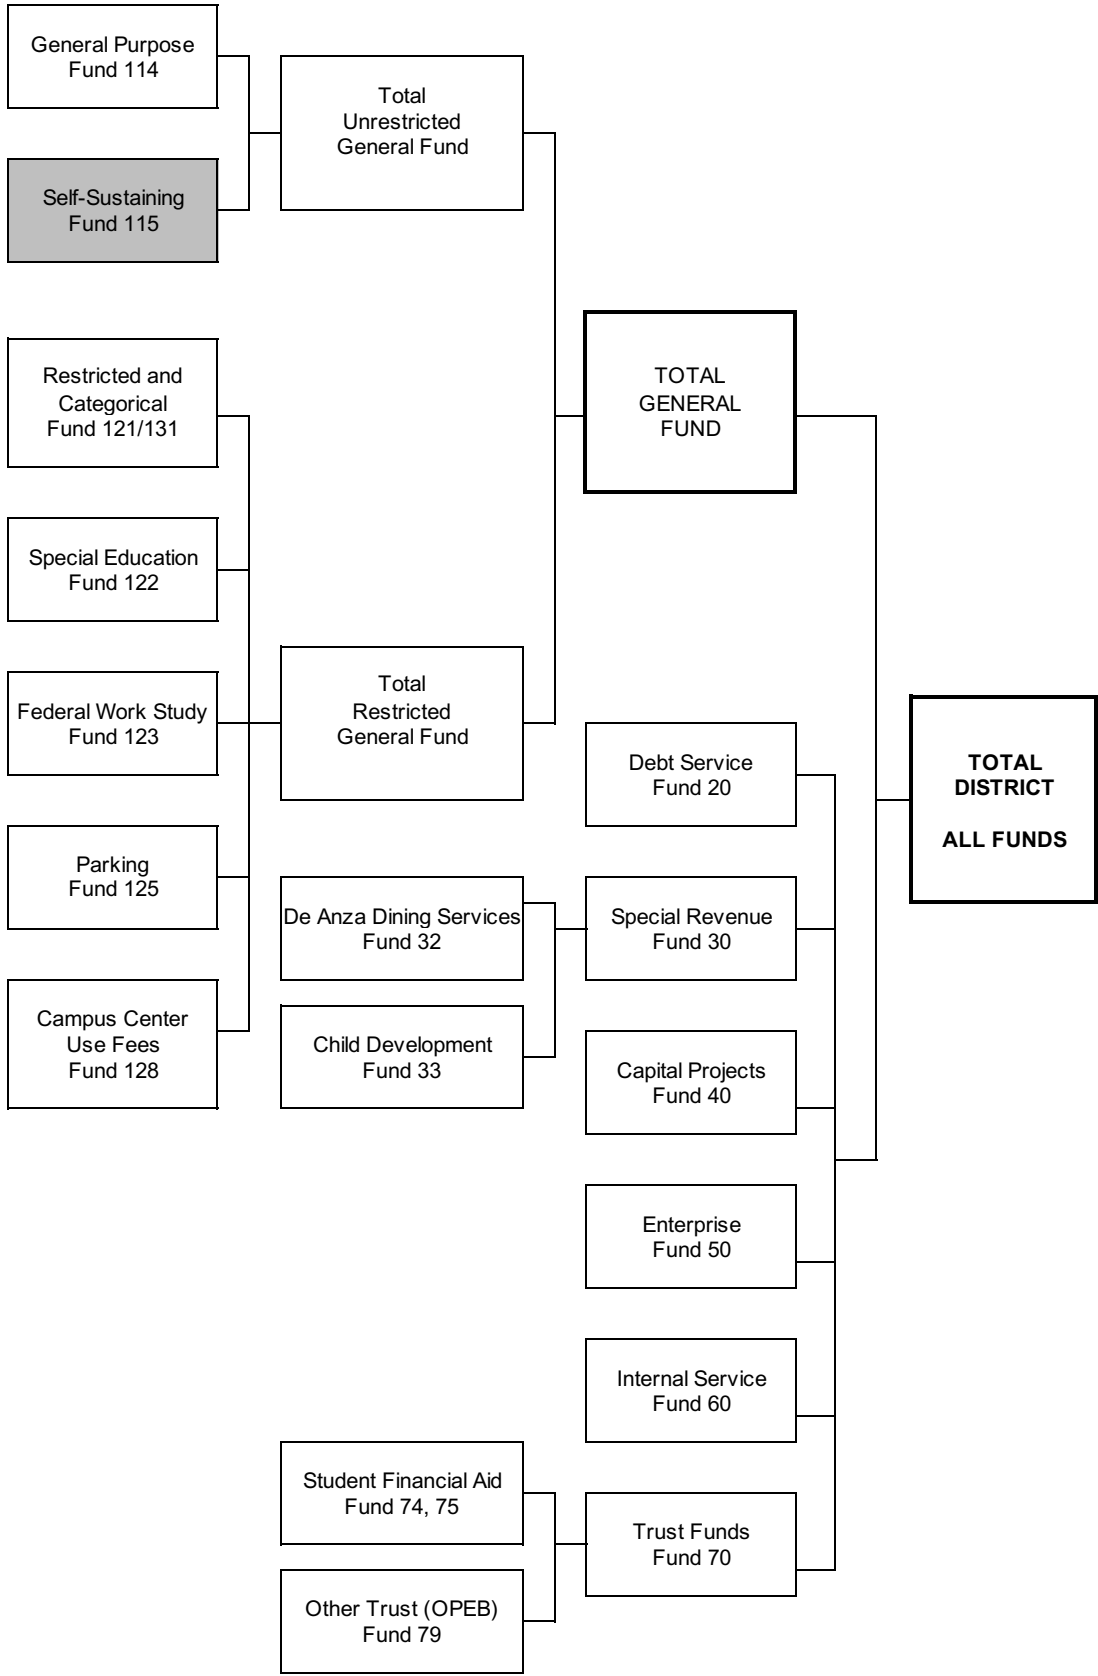 General Purpose
Fund 114
Total
Unrestricted
General Fund
Self-Sustaining
Fund 115
Restricted and
Categorical
Fund 121/131
TOTAL
GENERAL
FUND
Special Education
Fund 122
Federal Work Study
Fund 123
Total
Restricted
General Fund
Debt Service
Fund 20
TOTAL
DISTRICT
ALL FUNDS
Parking
Fund 125
De Anza Dining Services
Fund 32
Special Revenue
Fund 30
Campus Center
Use Fees
Fund 128
Child Development
Fund 33
Capital Projects
Fund 40
Enterprise
Fund 50
Internal Service
Fund 60
Student Financial Aid
Fund 74, 75
Trust Funds
Fund 70
Other Trust (OPEB)
Fund 79